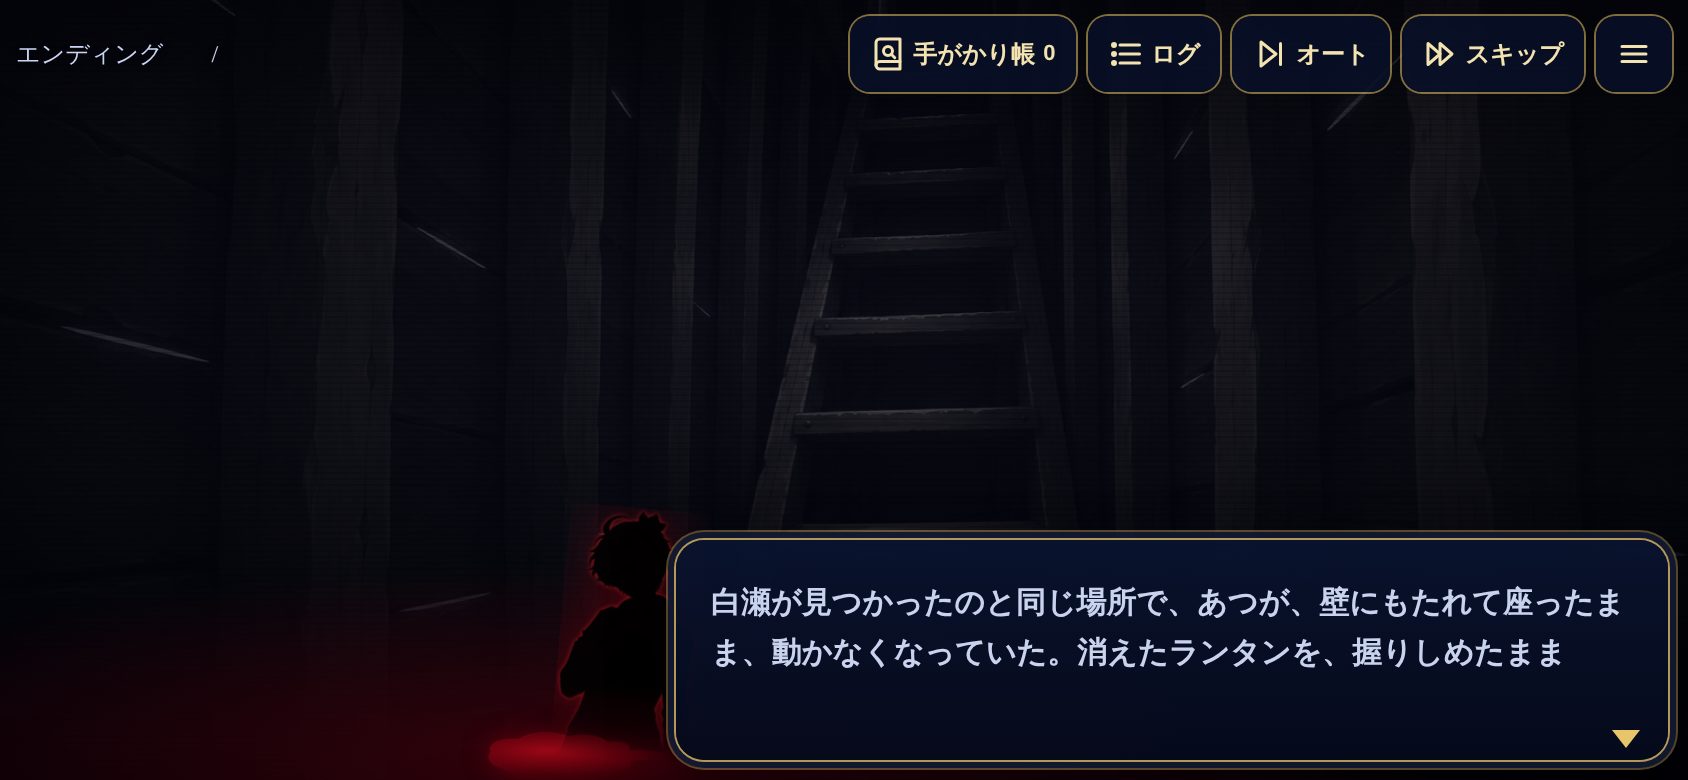 エンディング /
手がかり帳 0
ログ
オート
スキップ
白瀬が見つかったのと同じ場所で、あつが、壁にもたれて座ったま
ま、動かなくなっていた。消えたランタンを、握りしめたまま